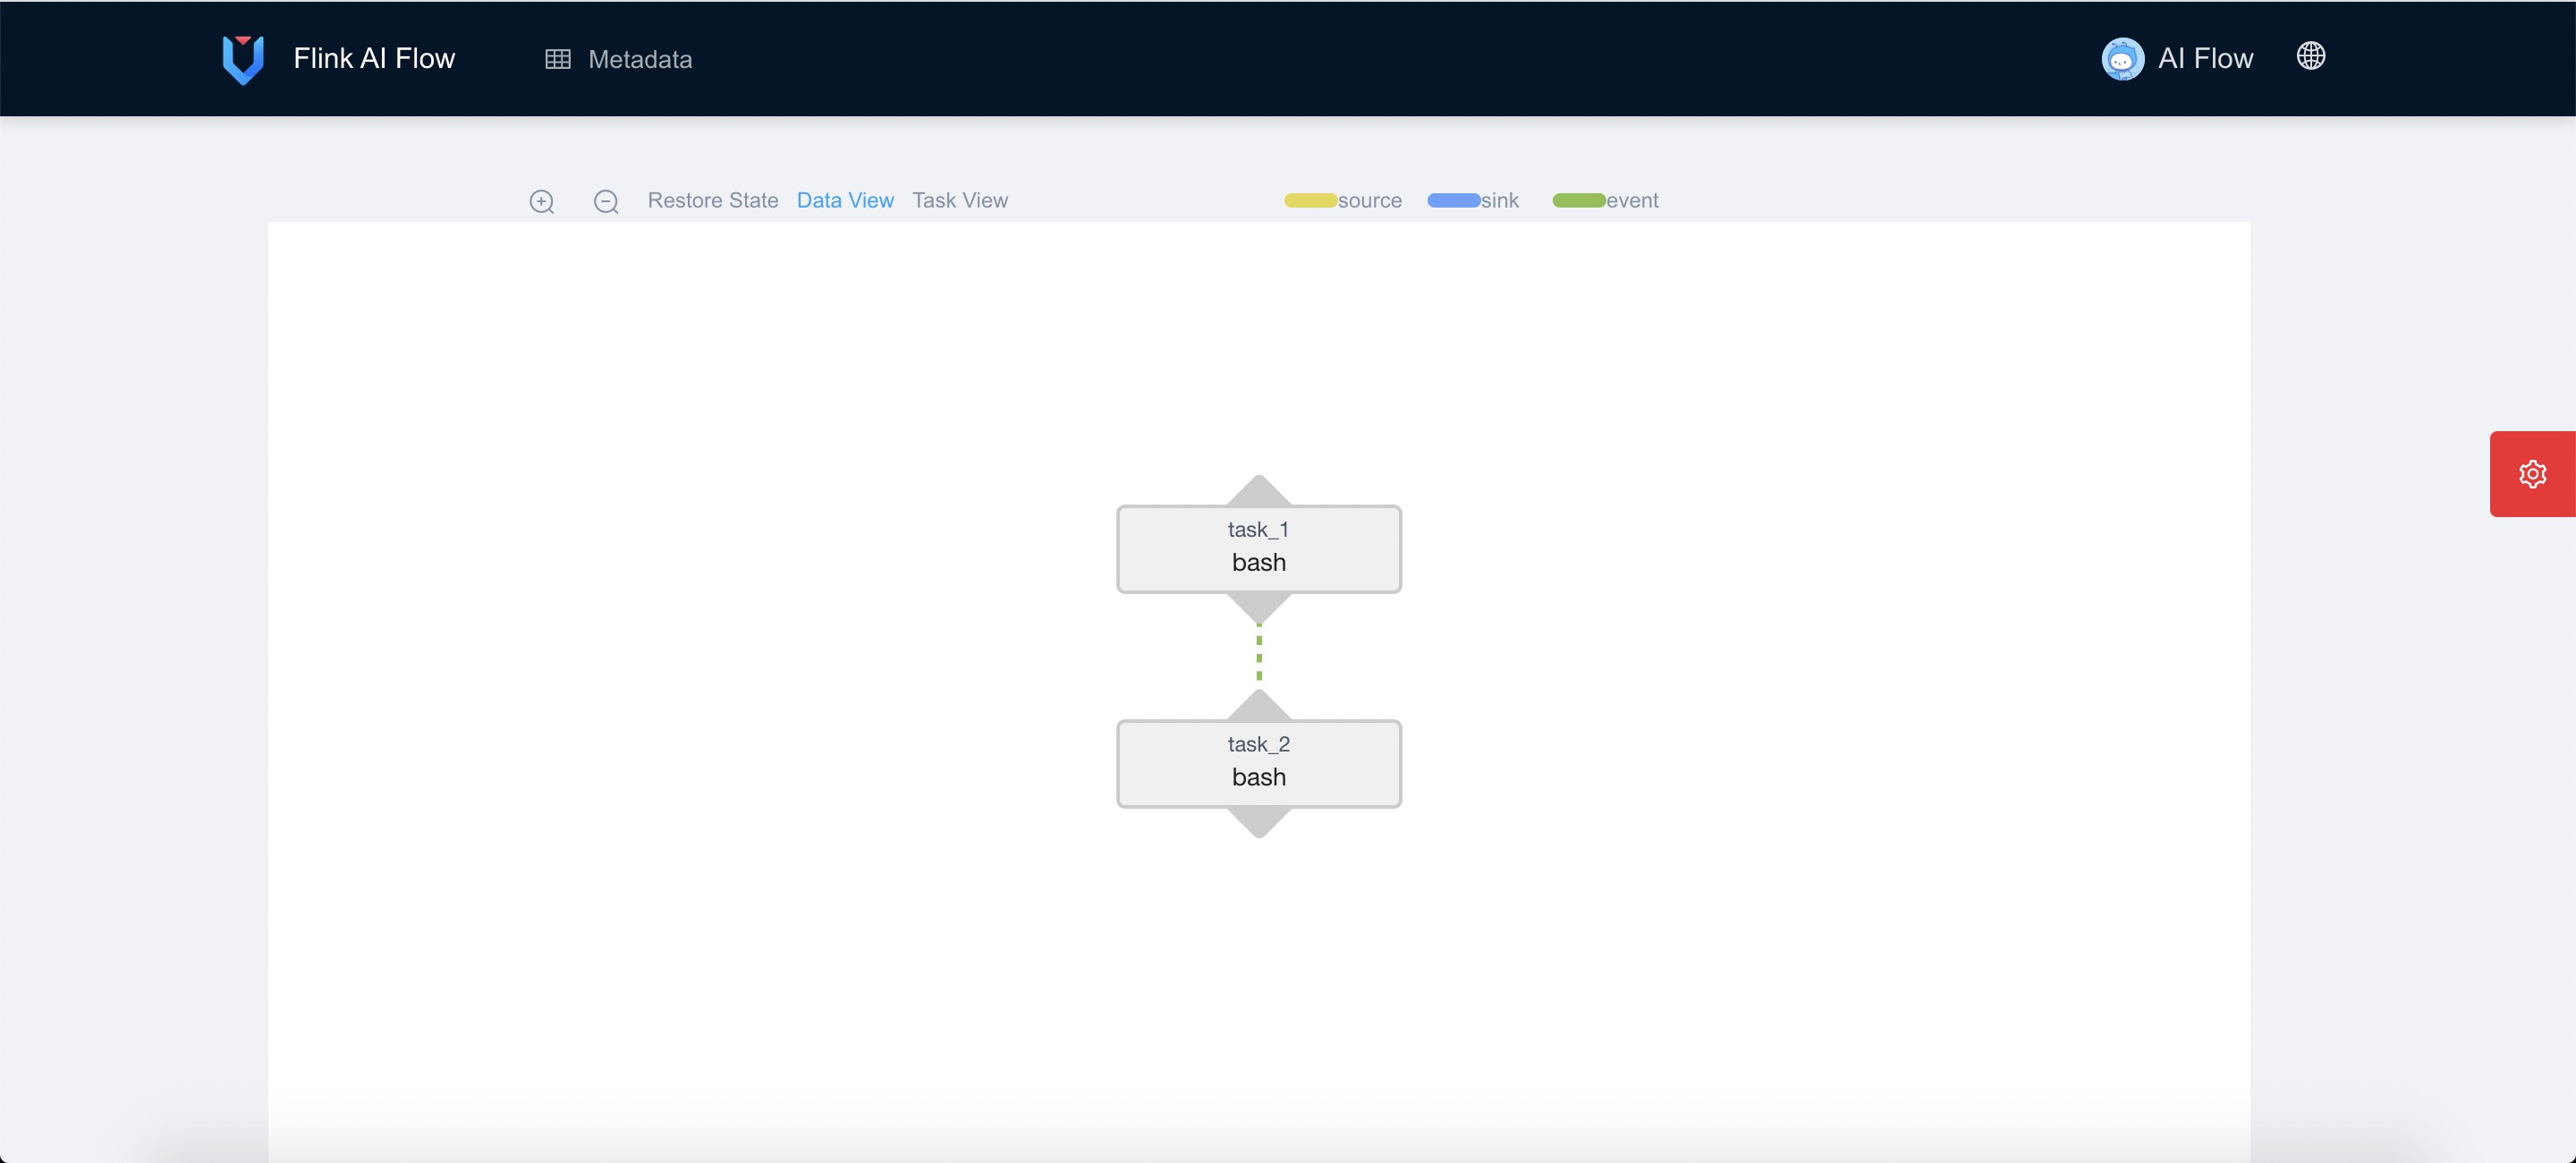 Flink AI Flow
Metadata
AI Flow
Restore State Data View Task View
source sink event
task_1
bash
task_2
bash